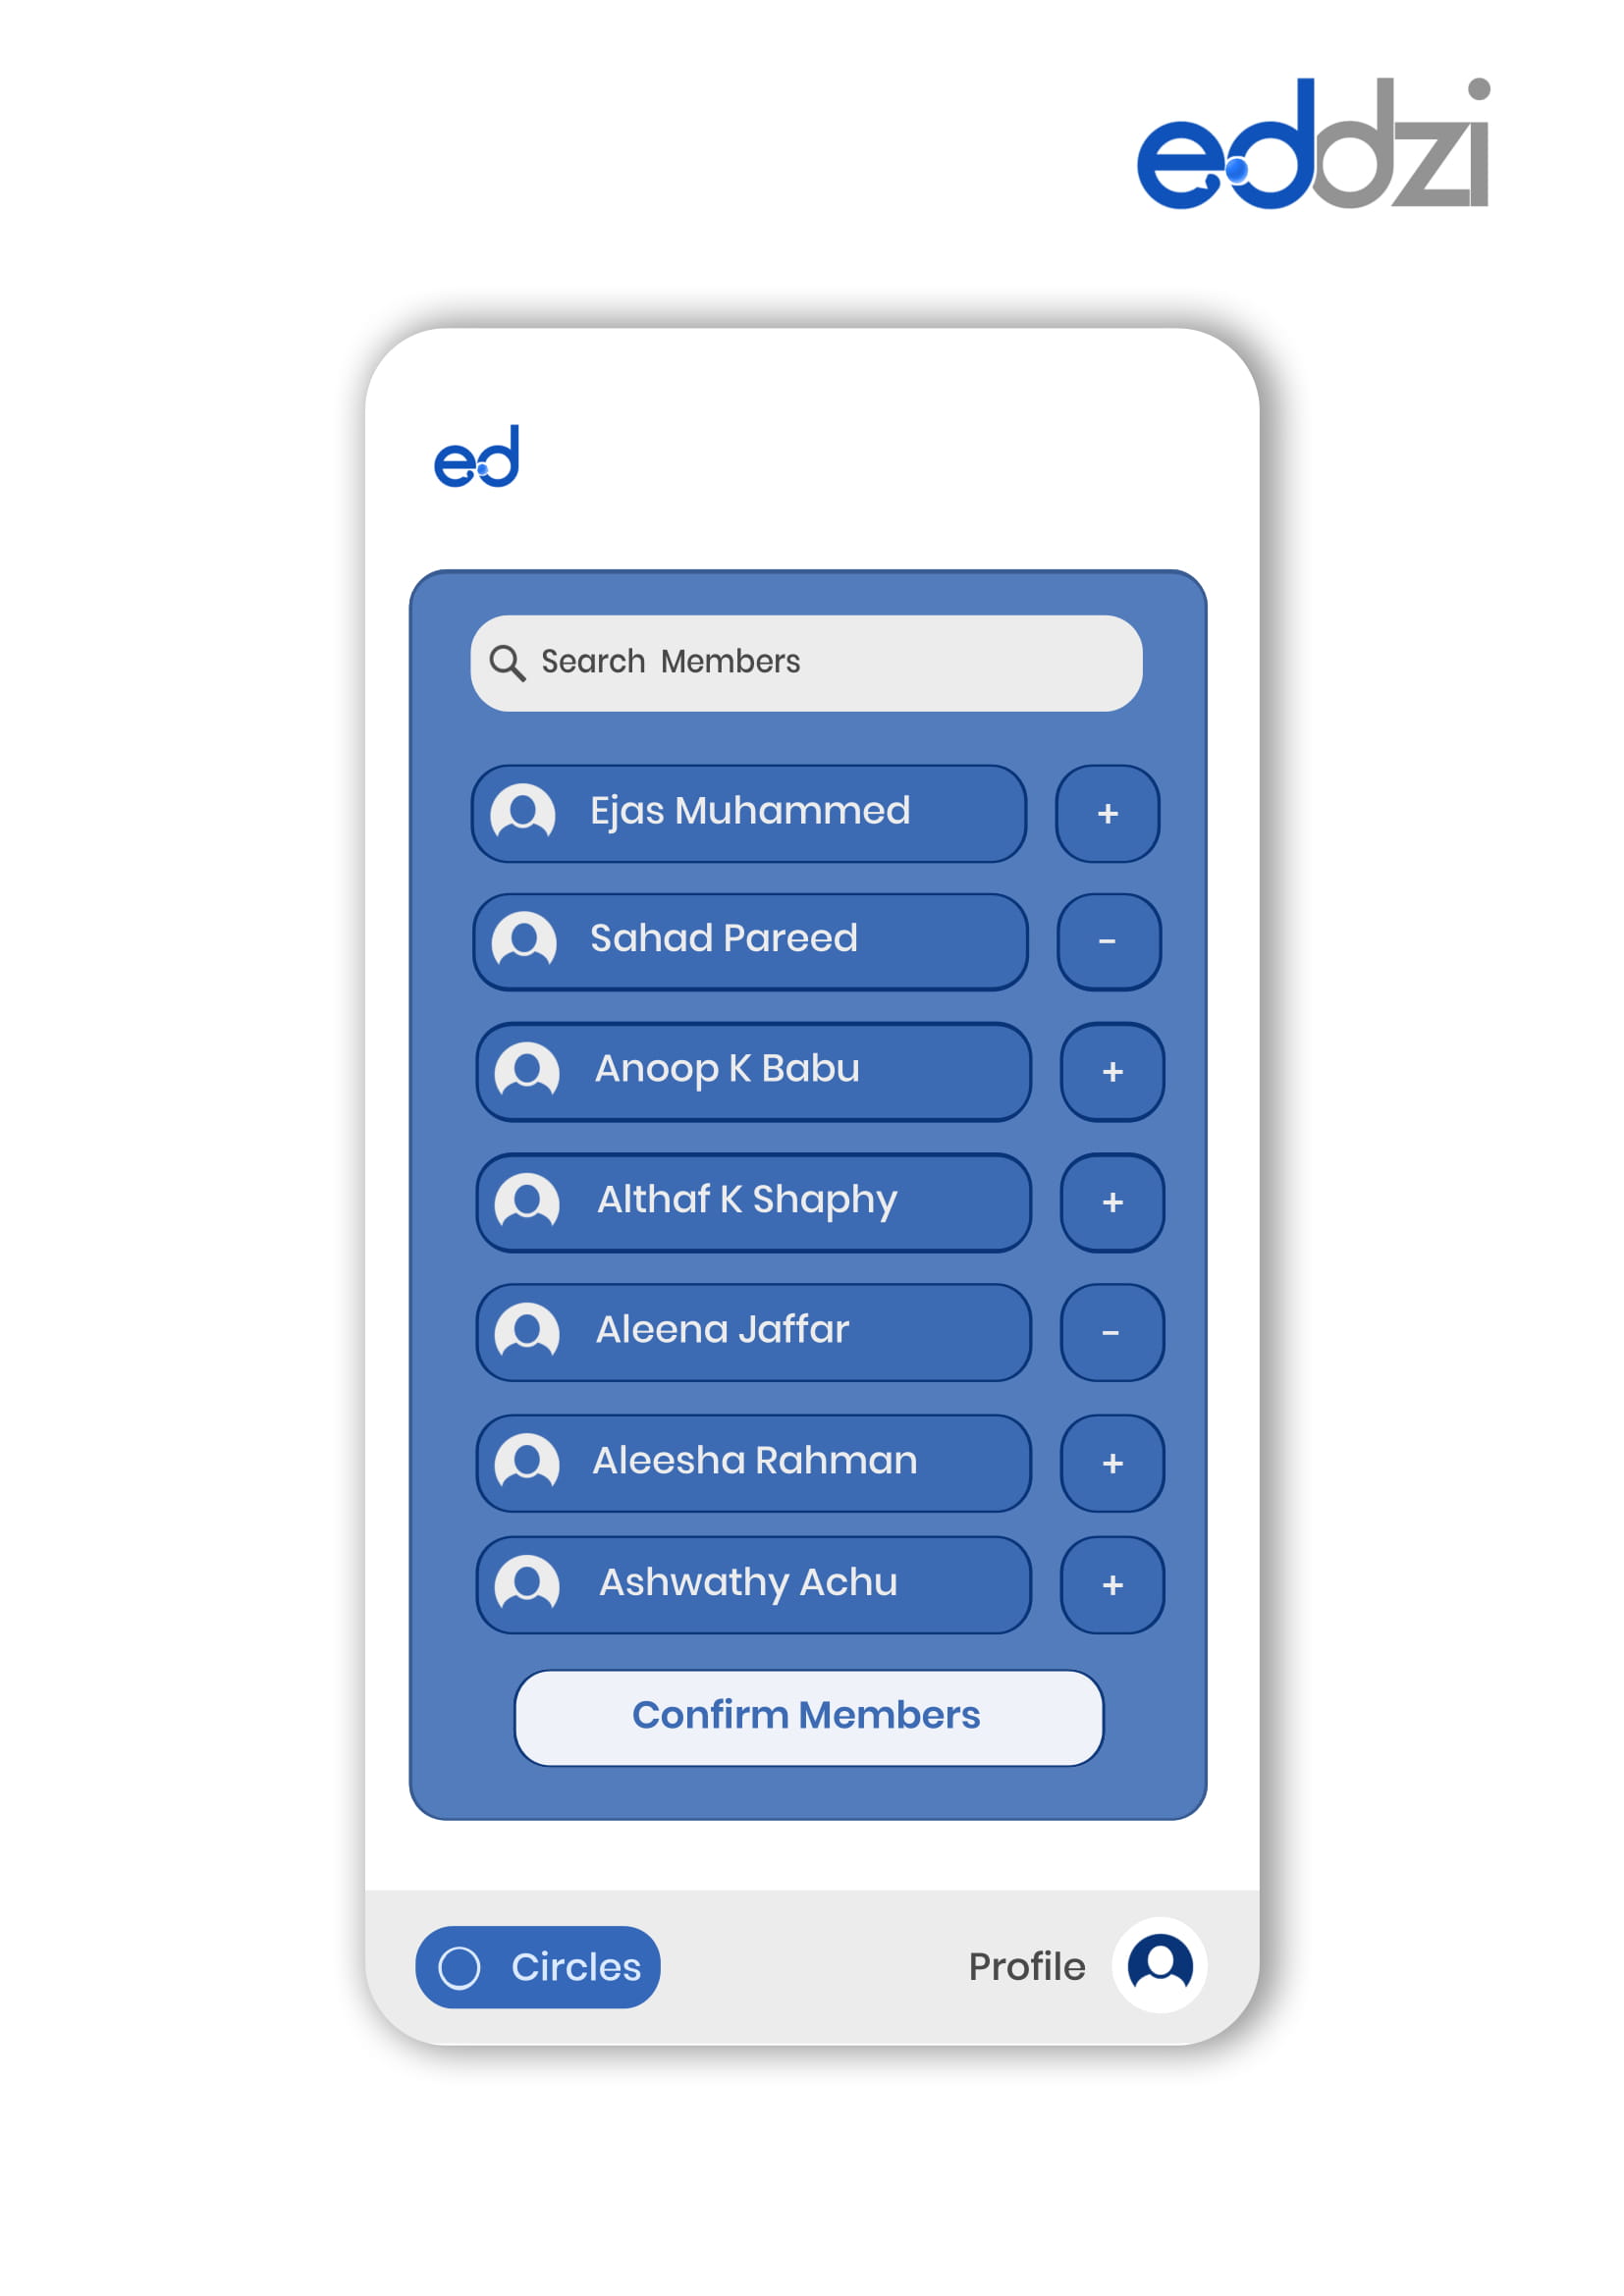 eddzi
ed
Search Members
Ejas Muhammed +
Sahad Pareed -
Anoop K Babu +
Althaf K Shaphy +
Aleena Jaffar -
Aleesha Rahman +
Ashwathy Achu +
Confirm Members
Circles Profile